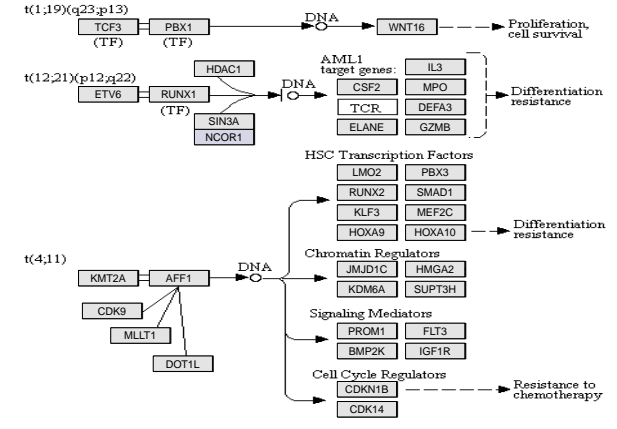 t(1;19)(q23;p13)
TCF3
PBX1
DNA
WNT16
Proliferation,
cell survival
(TF)
(TF)
t(12;21)(p12;q22)
HDAC1
DNA
AML1
target genes:
IL3
ETV6
RUNX1
(TF)
CSF2
MPO
TCR
DEFA3
ELANE
GZMB
Differentiation
resistance
SIN3A
NCOR1
HSC Transcription Factors
LMO2
PBX3
RUNX2
SMAD1
KLF3
MEF2C
HOXA9
HOXA10
Differentiation
resistance
t(4;11)
KMT2A
AFF1
DNA
Chromatin Regulators
JMJD1C
HMGA2
KDM6A
SUPT3H
CDK9
MLLT1
DOT1L
Signaling Mediators
PROM1
FLT3
BMP2K
IGF1R
Cell Cycle Regulators
CDKN1B
CDK14
Resistance to
chemotherapy